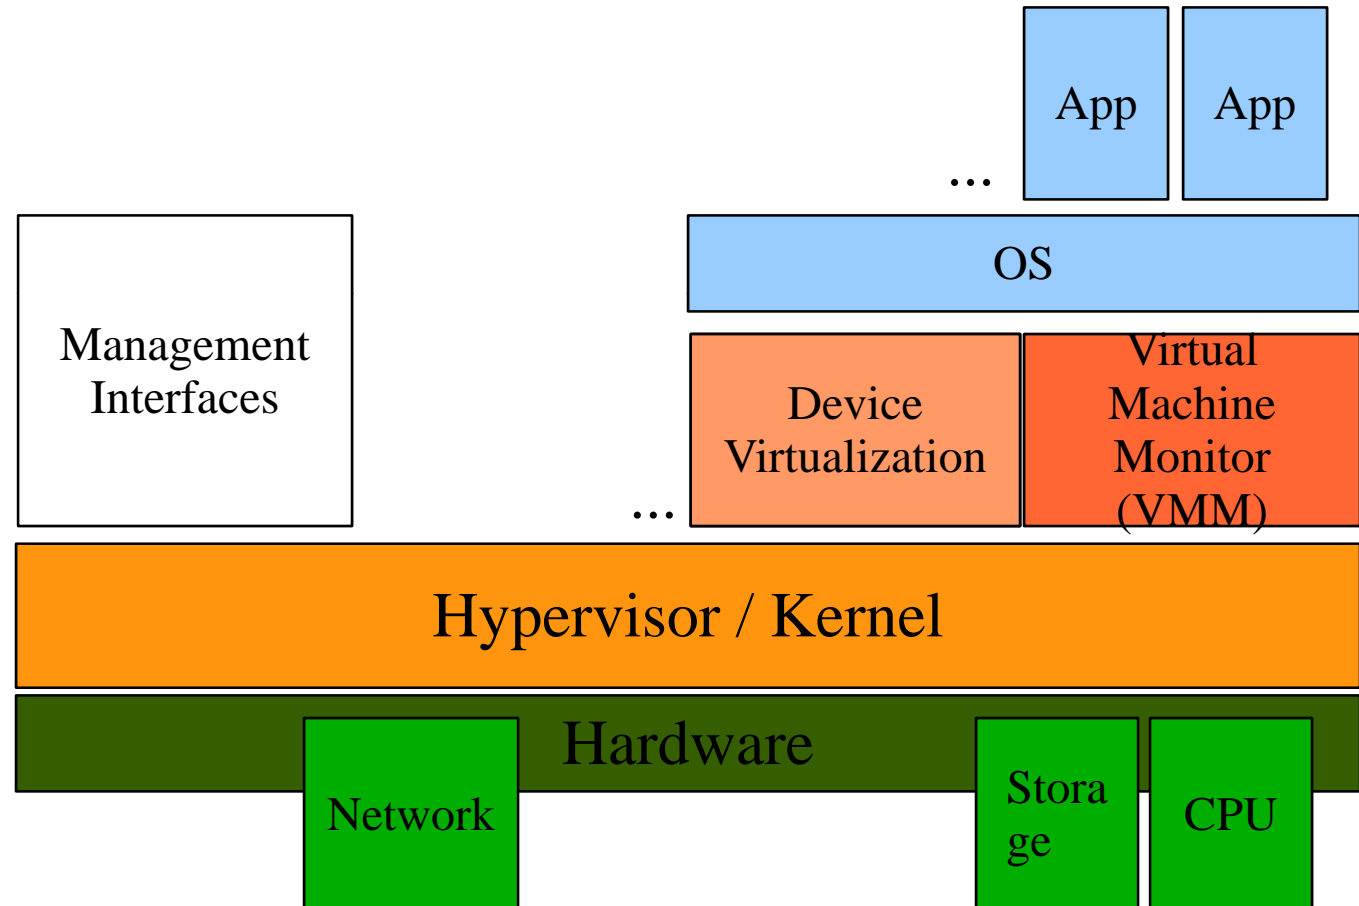 App
App
...
OS
Management
Interfaces
Device
Virtualization
Virtual
Machine
Monitor
(VMM)
...
Hypervisor / Kernel
Hardware
Network
Stora
ge
CPU